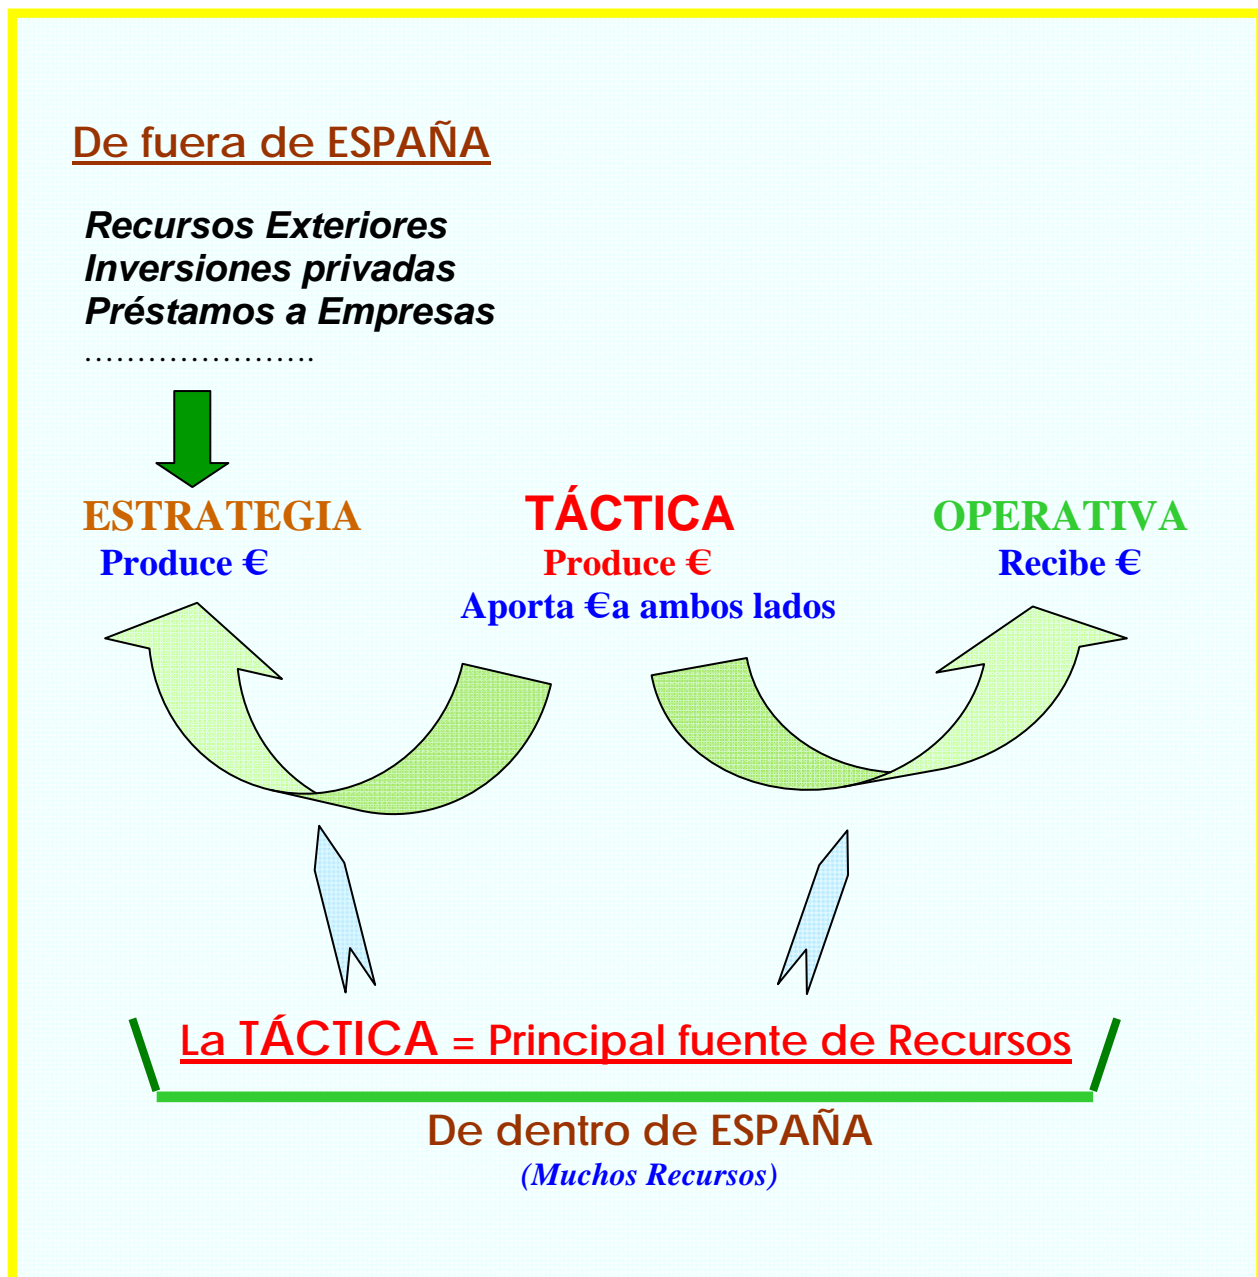 De fuera de ESPAÑA
Recursos Exteriores
Inversiones privadas
Préstamos a Empresas
......................
ESTRATEGIA TÁCTICA OPERATIVA
Produce € Produce € Recibe €
Aporta €a ambos lados
La TÁCTICA = Principal fuente de Recursos
De dentro de ESPAÑA
(Muchos Recursos)